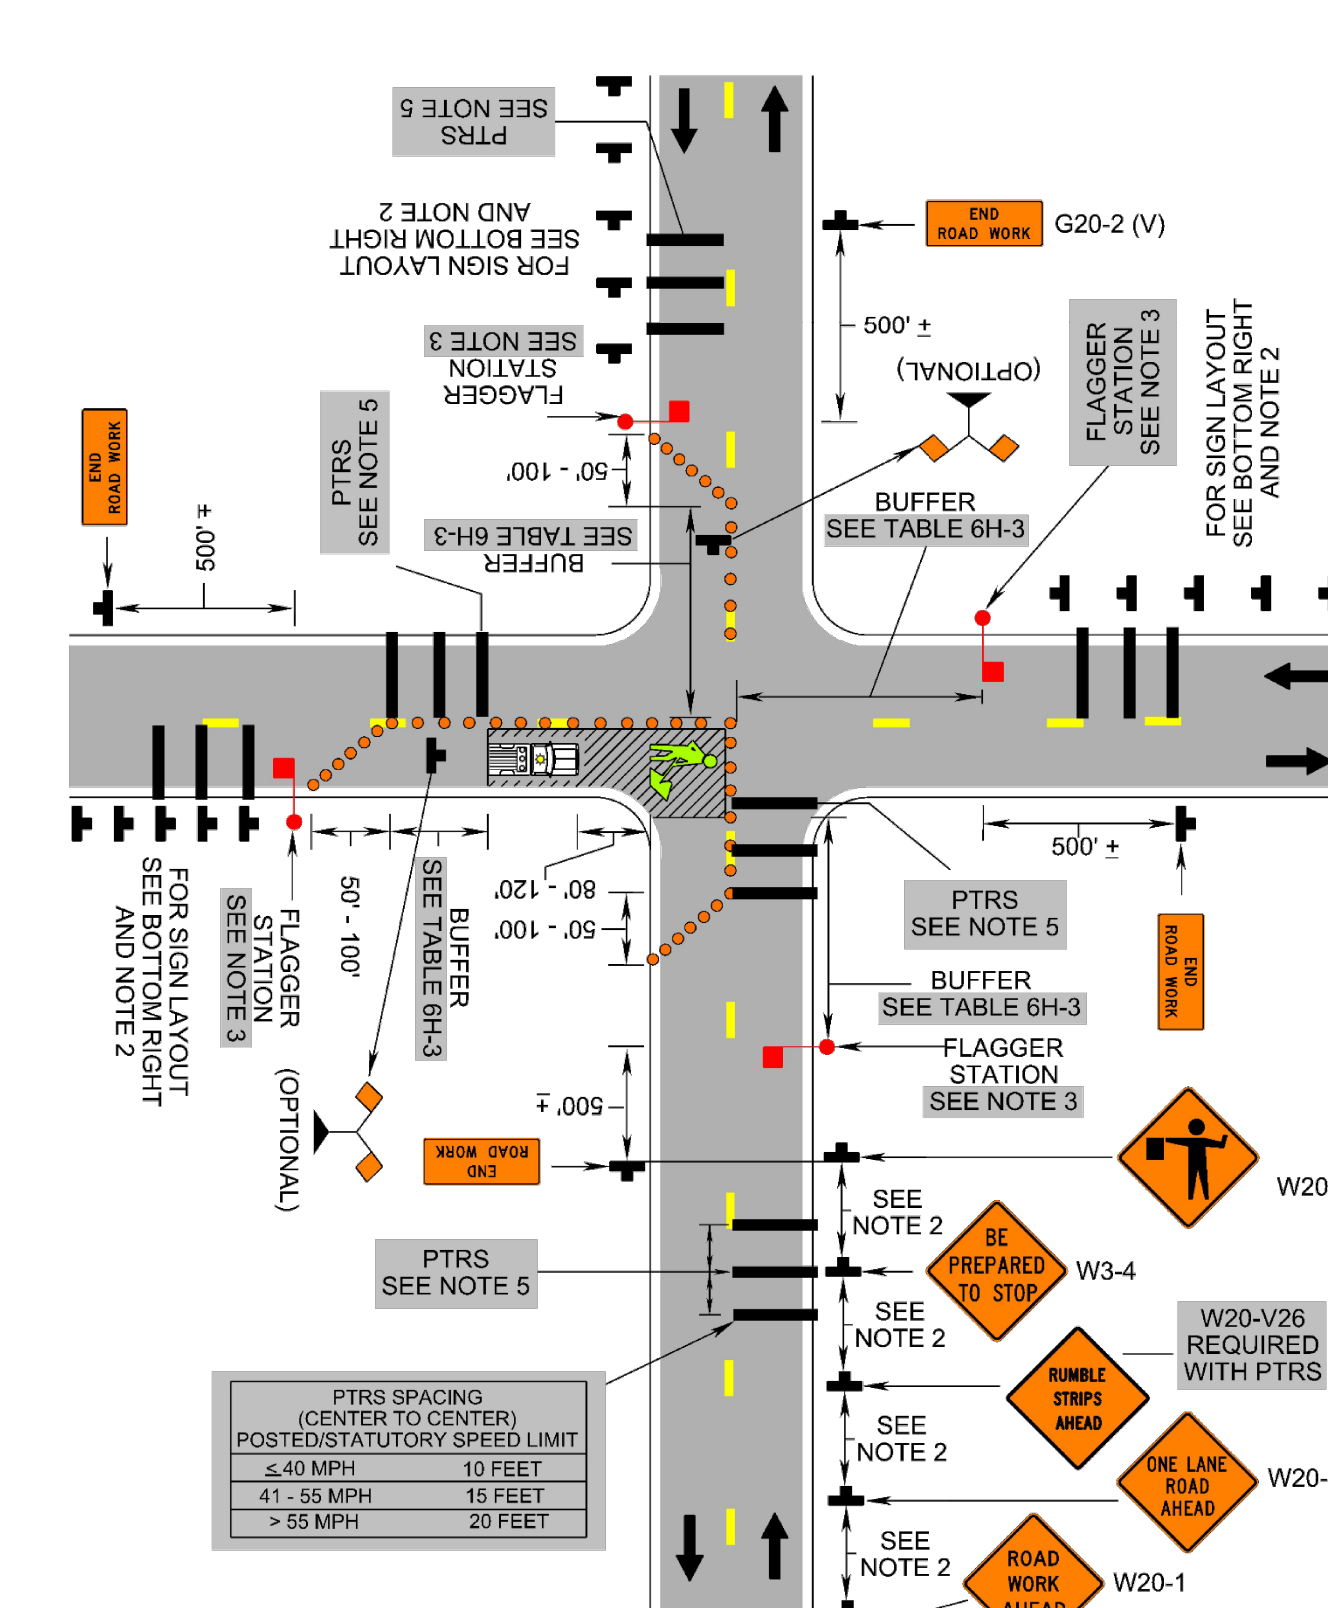 PTRS
SEE NOTE 5
FOR SIGN LAYOUT
SEE BOTTOM RIGHT
AND NOTE 2
END
ROAD WORK
G20-2 (V)
500' ±
FLAGGER
STATION
SEE NOTE 3
(OPTIONAL)
FLAGGER
STATION
SEE NOTE 3
FOR SIGN LAYOUT
SEE BOTTOM RIGHT
AND NOTE 2
END
ROAD WORK
500' ±
PTRS
SEE NOTE 5
50' - 100'
BUFFER
SEE TABLE 6H-3
BUFFER
SEE TABLE 6H-3
500' ±
END
ROAD WORK
FOR SIGN LAYOUT
SEE BOTTOM RIGHT
AND NOTE 2
FLAGGER
STATION
SEE NOTE 3
50' - 100'
BUFFER
SEE TABLE 6H-3
80' - 120'
50' - 100'
PTRS
SEE NOTE 5
BUFFER
SEE TABLE 6H-3
FLAGGER
STATION
SEE NOTE 3
(OPTIONAL)
500' ±
END
ROAD WORK
W20
SEE
NOTE 2
BE
PREPARED
TO STOP
W3-4
PTRS
SEE NOTE 5
SEE
NOTE 2
RUMBLE
STRIPS
AHEAD
W20-V26
REQUIRED
WITH PTRS
PTRS SPACING
(CENTER TO CENTER)
POSTED/STATUTORY SPEED LIMIT
≤40 MPH 10 FEET
41 - 55 MPH 15 FEET
> 55 MPH 20 FEET
SEE
NOTE 2
ONE LANE
ROAD
AHEAD
W20-
SEE
NOTE 2
ROAD
WORK
AHEAD
W20-1